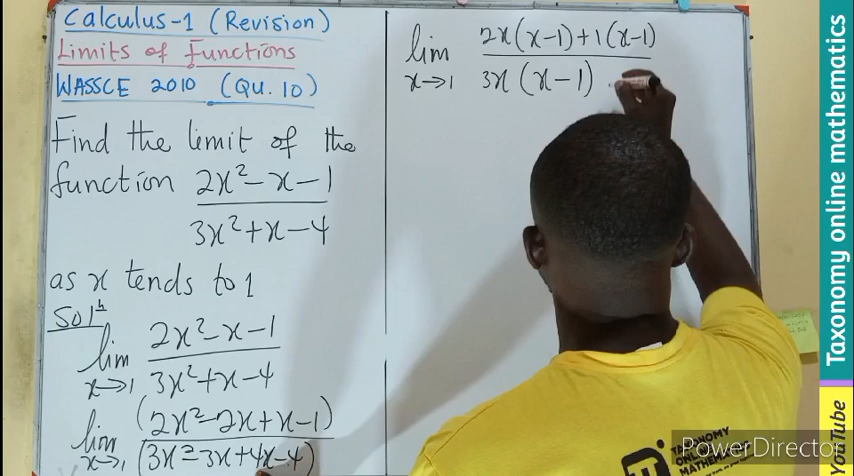 Calculus-1 (Revision)
Limits of Functions
WASSCE 2010 (QU. 10)
Find the limit of the
function 2x² - x - 1
3x² + x - 4
as x tends to 1
Solⁿ
lim 2x² - x - 1
x→1 3x² + x - 4
lim (2x² - 2x + x - 1)
x→1 (3x² - 3x + 4x - 4)
lim 2x(x-1)+1(x-1)
x→1 3x(x-1)
Taxonomy online mathematics
YouTube
TAXONOMY
ONLINE
PowerDirector